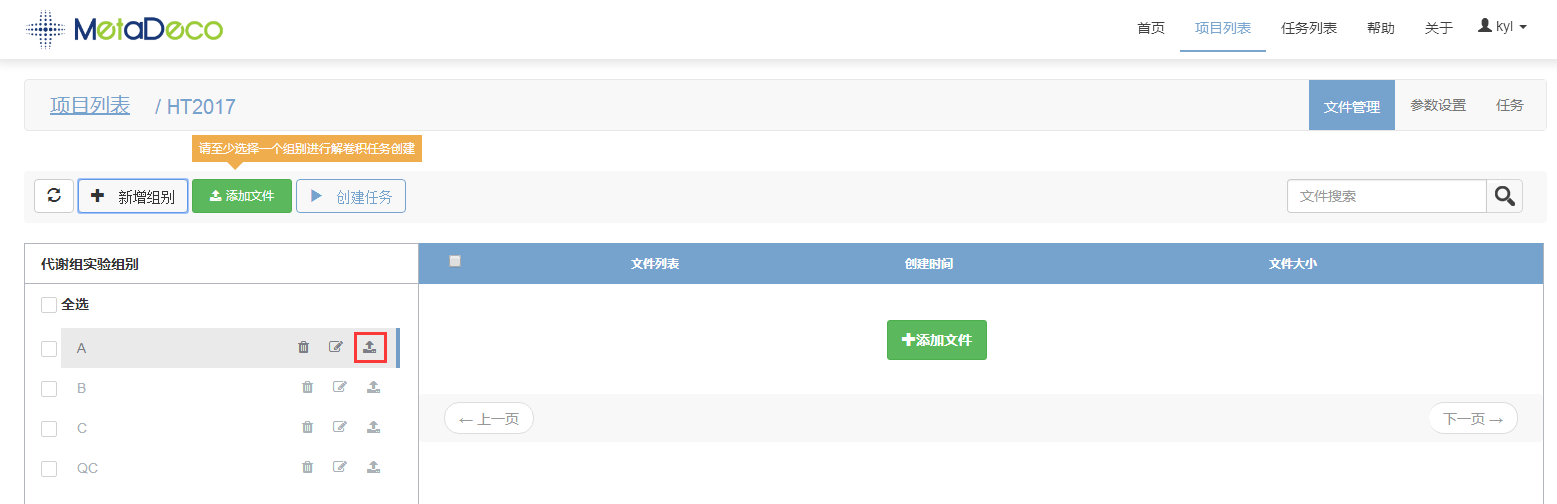 MetaDeco
首页 项目列表 任务列表 帮助 关于 kyl
项目列表 / HT2017
文件管理 参数设置 任务
请至少选择一个组别进行解卷积任务创建
新增组别 添加文件 创建任务 文件搜索
代谢组实验组别 文件列表 创建时间 文件大小
全选
A
添加文件
B
← 上一页 下一页 →
C
QC